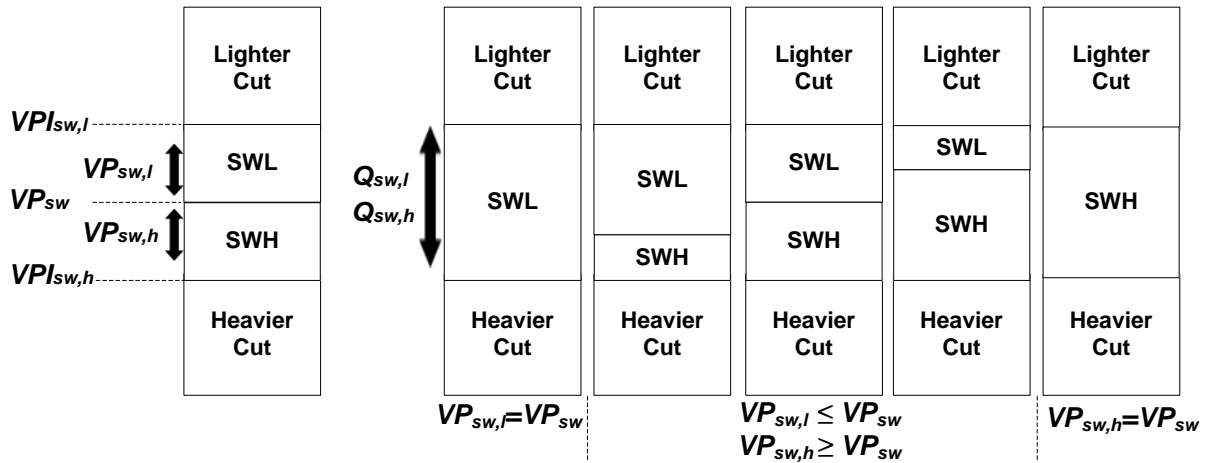 Lighter
Cut
VPIsw,l
SWL
VPsw,l
VPsw
VPsw,h
SWH
VPIsw,h
Heavier
Cut
Qsw,l
Qsw,h
Lighter
Cut
SWL
Heavier
Cut
Lighter
Cut
SWL
SWH
Heavier
Cut
Lighter
Cut
SWL
SWH
Heavier
Cut
Lighter
Cut
SWL
SWH
Heavier
Cut
Lighter
Cut
SWH
Heavier
Cut
VPsw,l=VPsw
VPsw,l ≤ VPsw
VPsw,h ≥ VPsw
VPsw,h=VPsw